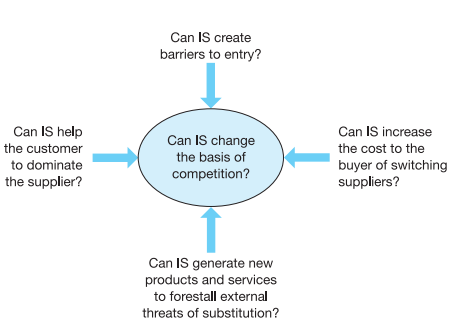 Can IS create
barriers to entry?
Can IS help
the customer
to dominate
the supplier?
Can IS change
the basis of
competition?
Can IS increase
the cost to the
buyer of switching
suppliers?
Can IS generate new
products and services
to forestall external
threats of substitution?